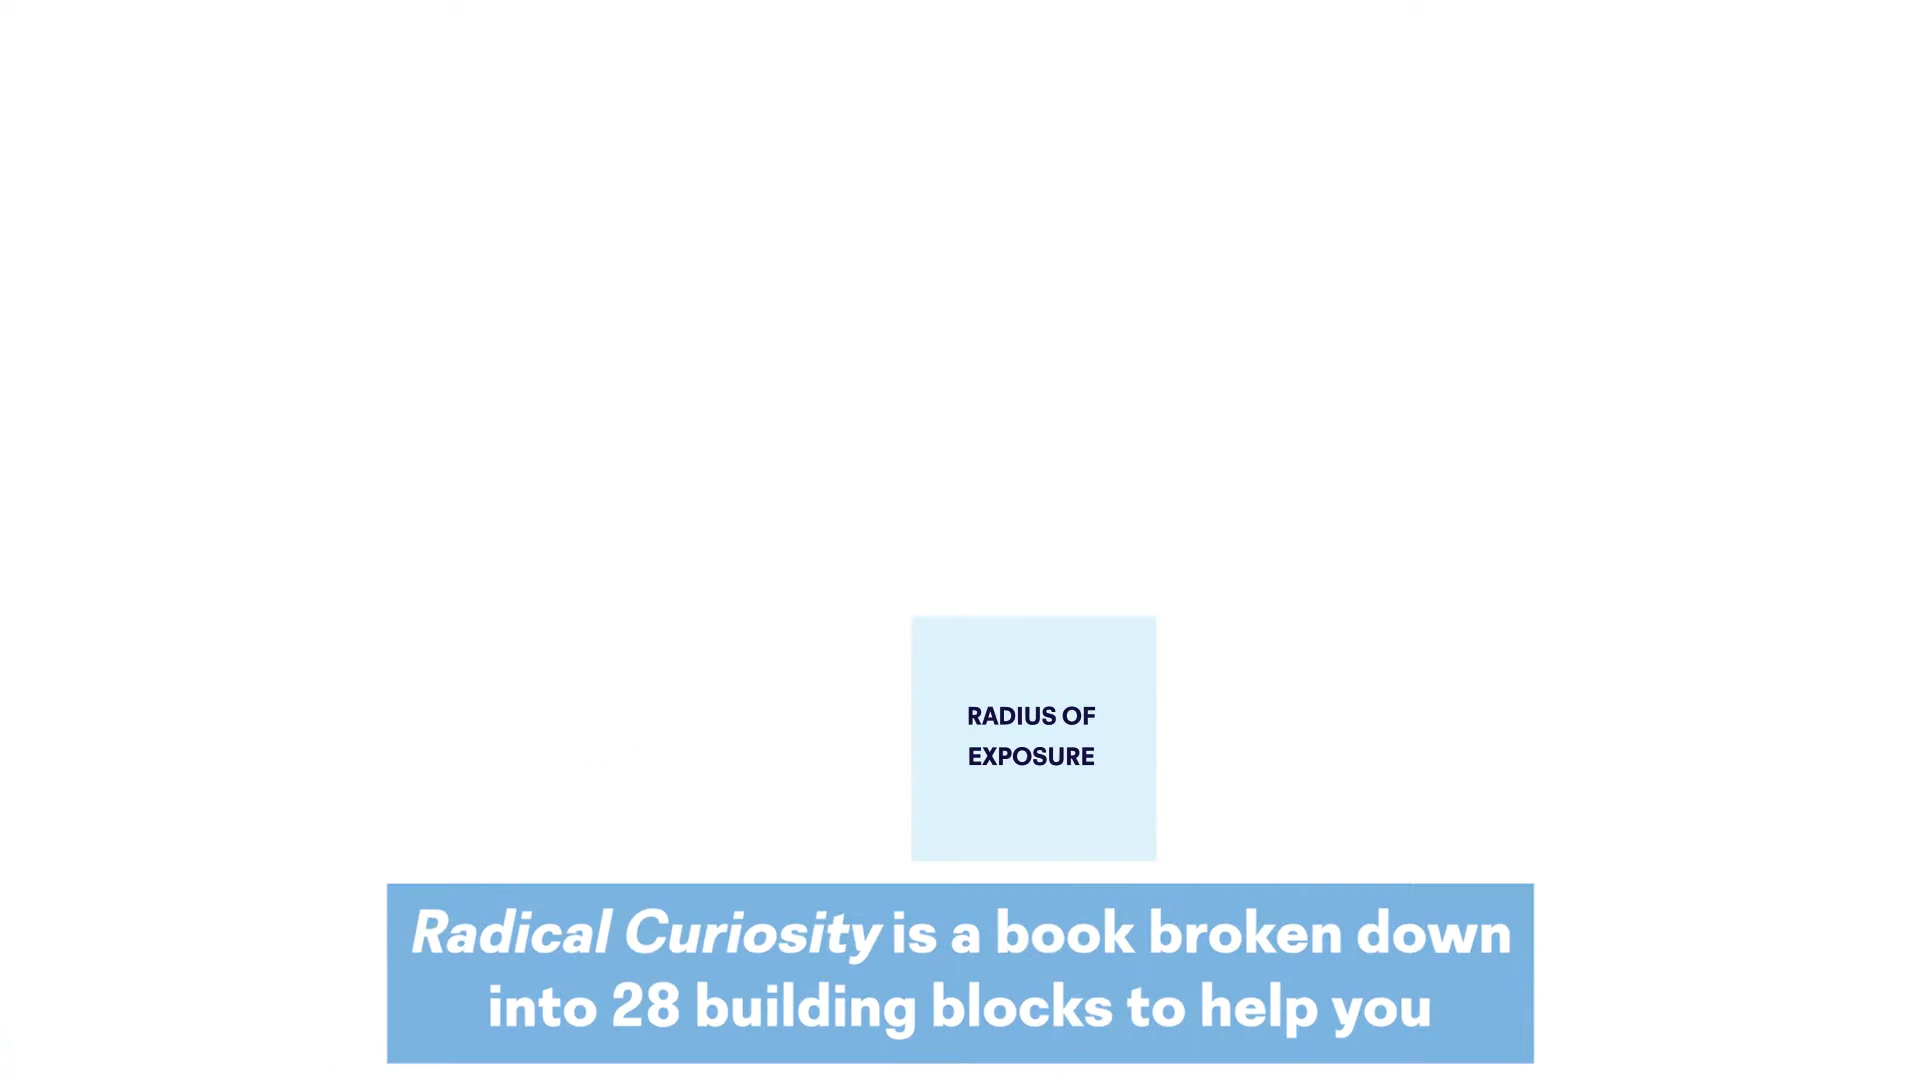 RADIUS OF
EXPOSURE
Radical Curiosity is a book broken down
into 28 building blocks to help you